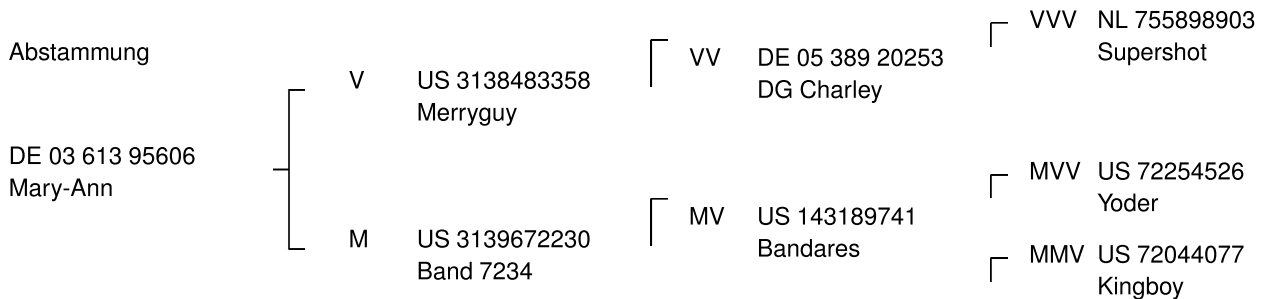 Abstammung
DE 03 613 95606
Mary-Ann
V US 3138483358
Merryguy
M US 3139672230
Band 7234
VV DE 05 389 20253
DG Charley
MV US 143189741
Bandares
VVV NL 755898903
Supershot
MVV US 72254526
Yoder
MMV US 72044077
Kingboy